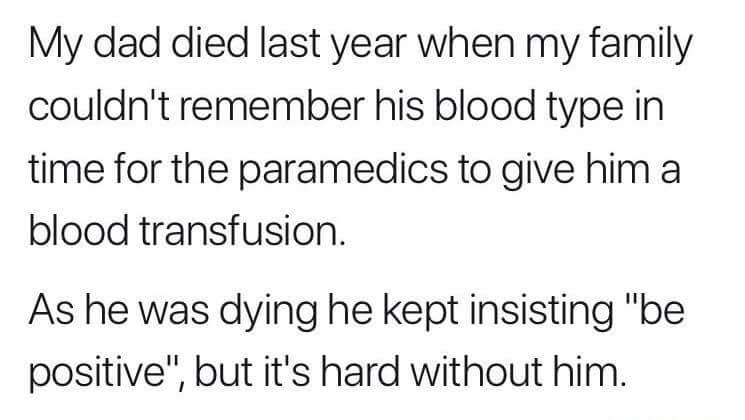 My dad died last year when my family
couldn't remember his blood type in
time for the paramedics to give him a
blood transfusion.
As he was dying he kept insisting "be
positive", but it's hard without him.